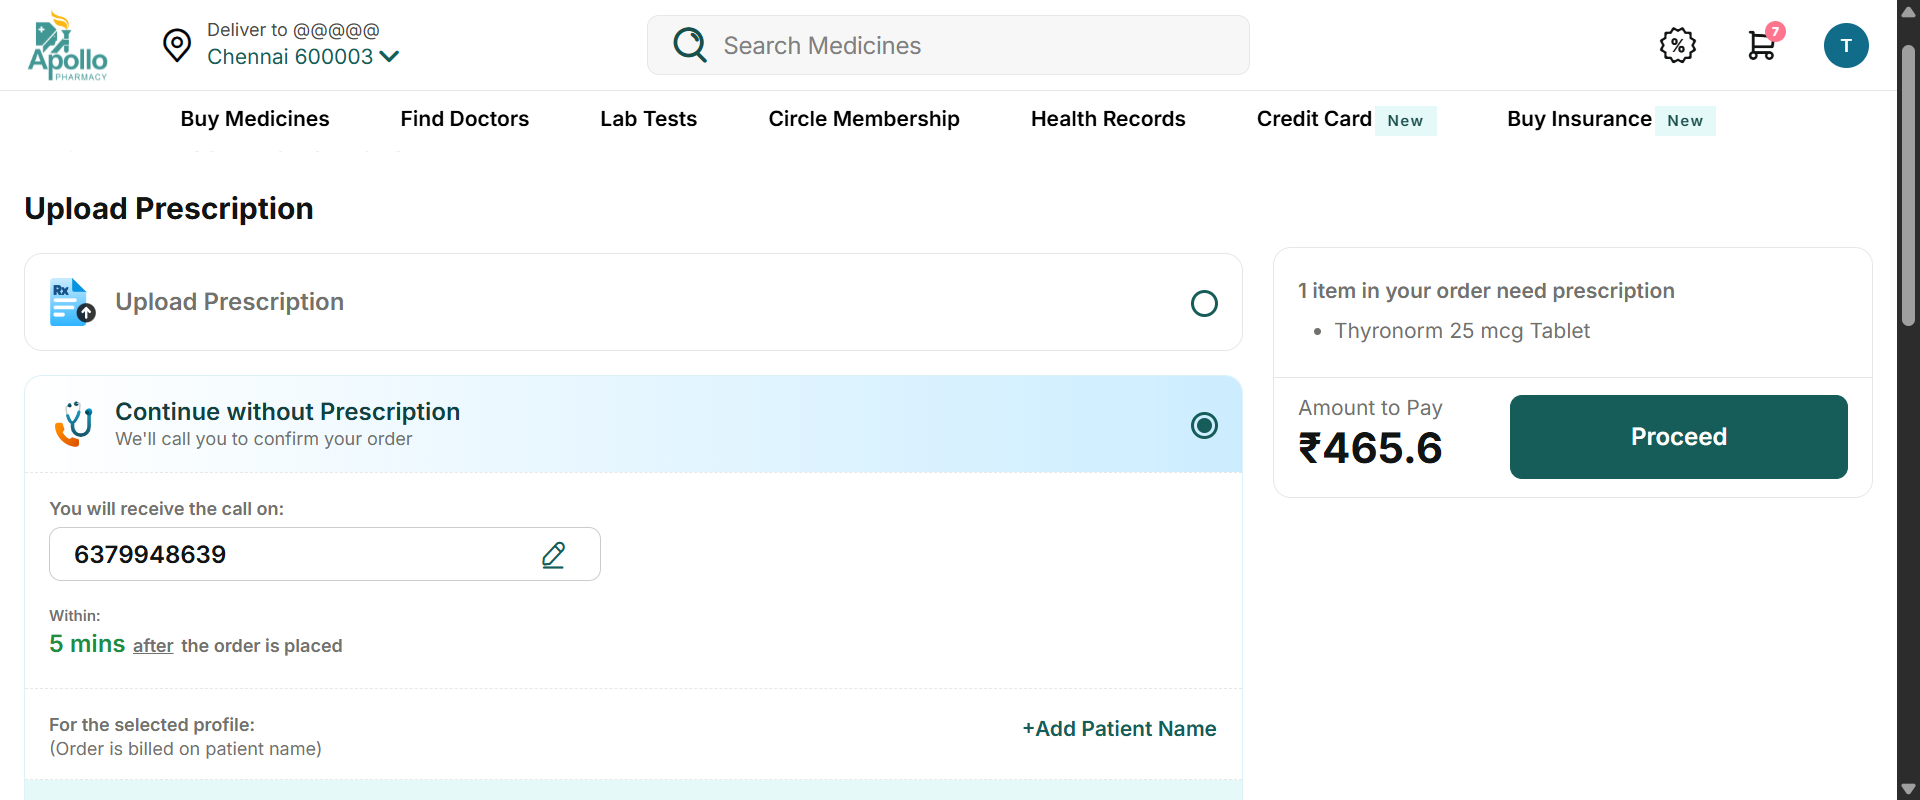 Apollo
PHARMACY
Deliver to @@@@@
Chennai 600003
Search Medicines
%
7
T
Buy Medicines
Find Doctors
Lab Tests
Circle Membership
Health Records
Credit Card New
Buy Insurance New
Upload Prescription
Rx
Upload Prescription
Continue without Prescription
We'll call you to confirm your order
You will receive the call on:
6379948639
Within:
5 mins after the order is placed
For the selected profile:
(Order is billed on patient name)
+Add Patient Name
1 item in your order need prescription
• Thyronorm 25 mcg Tablet
Amount to Pay
₹465.6
Proceed